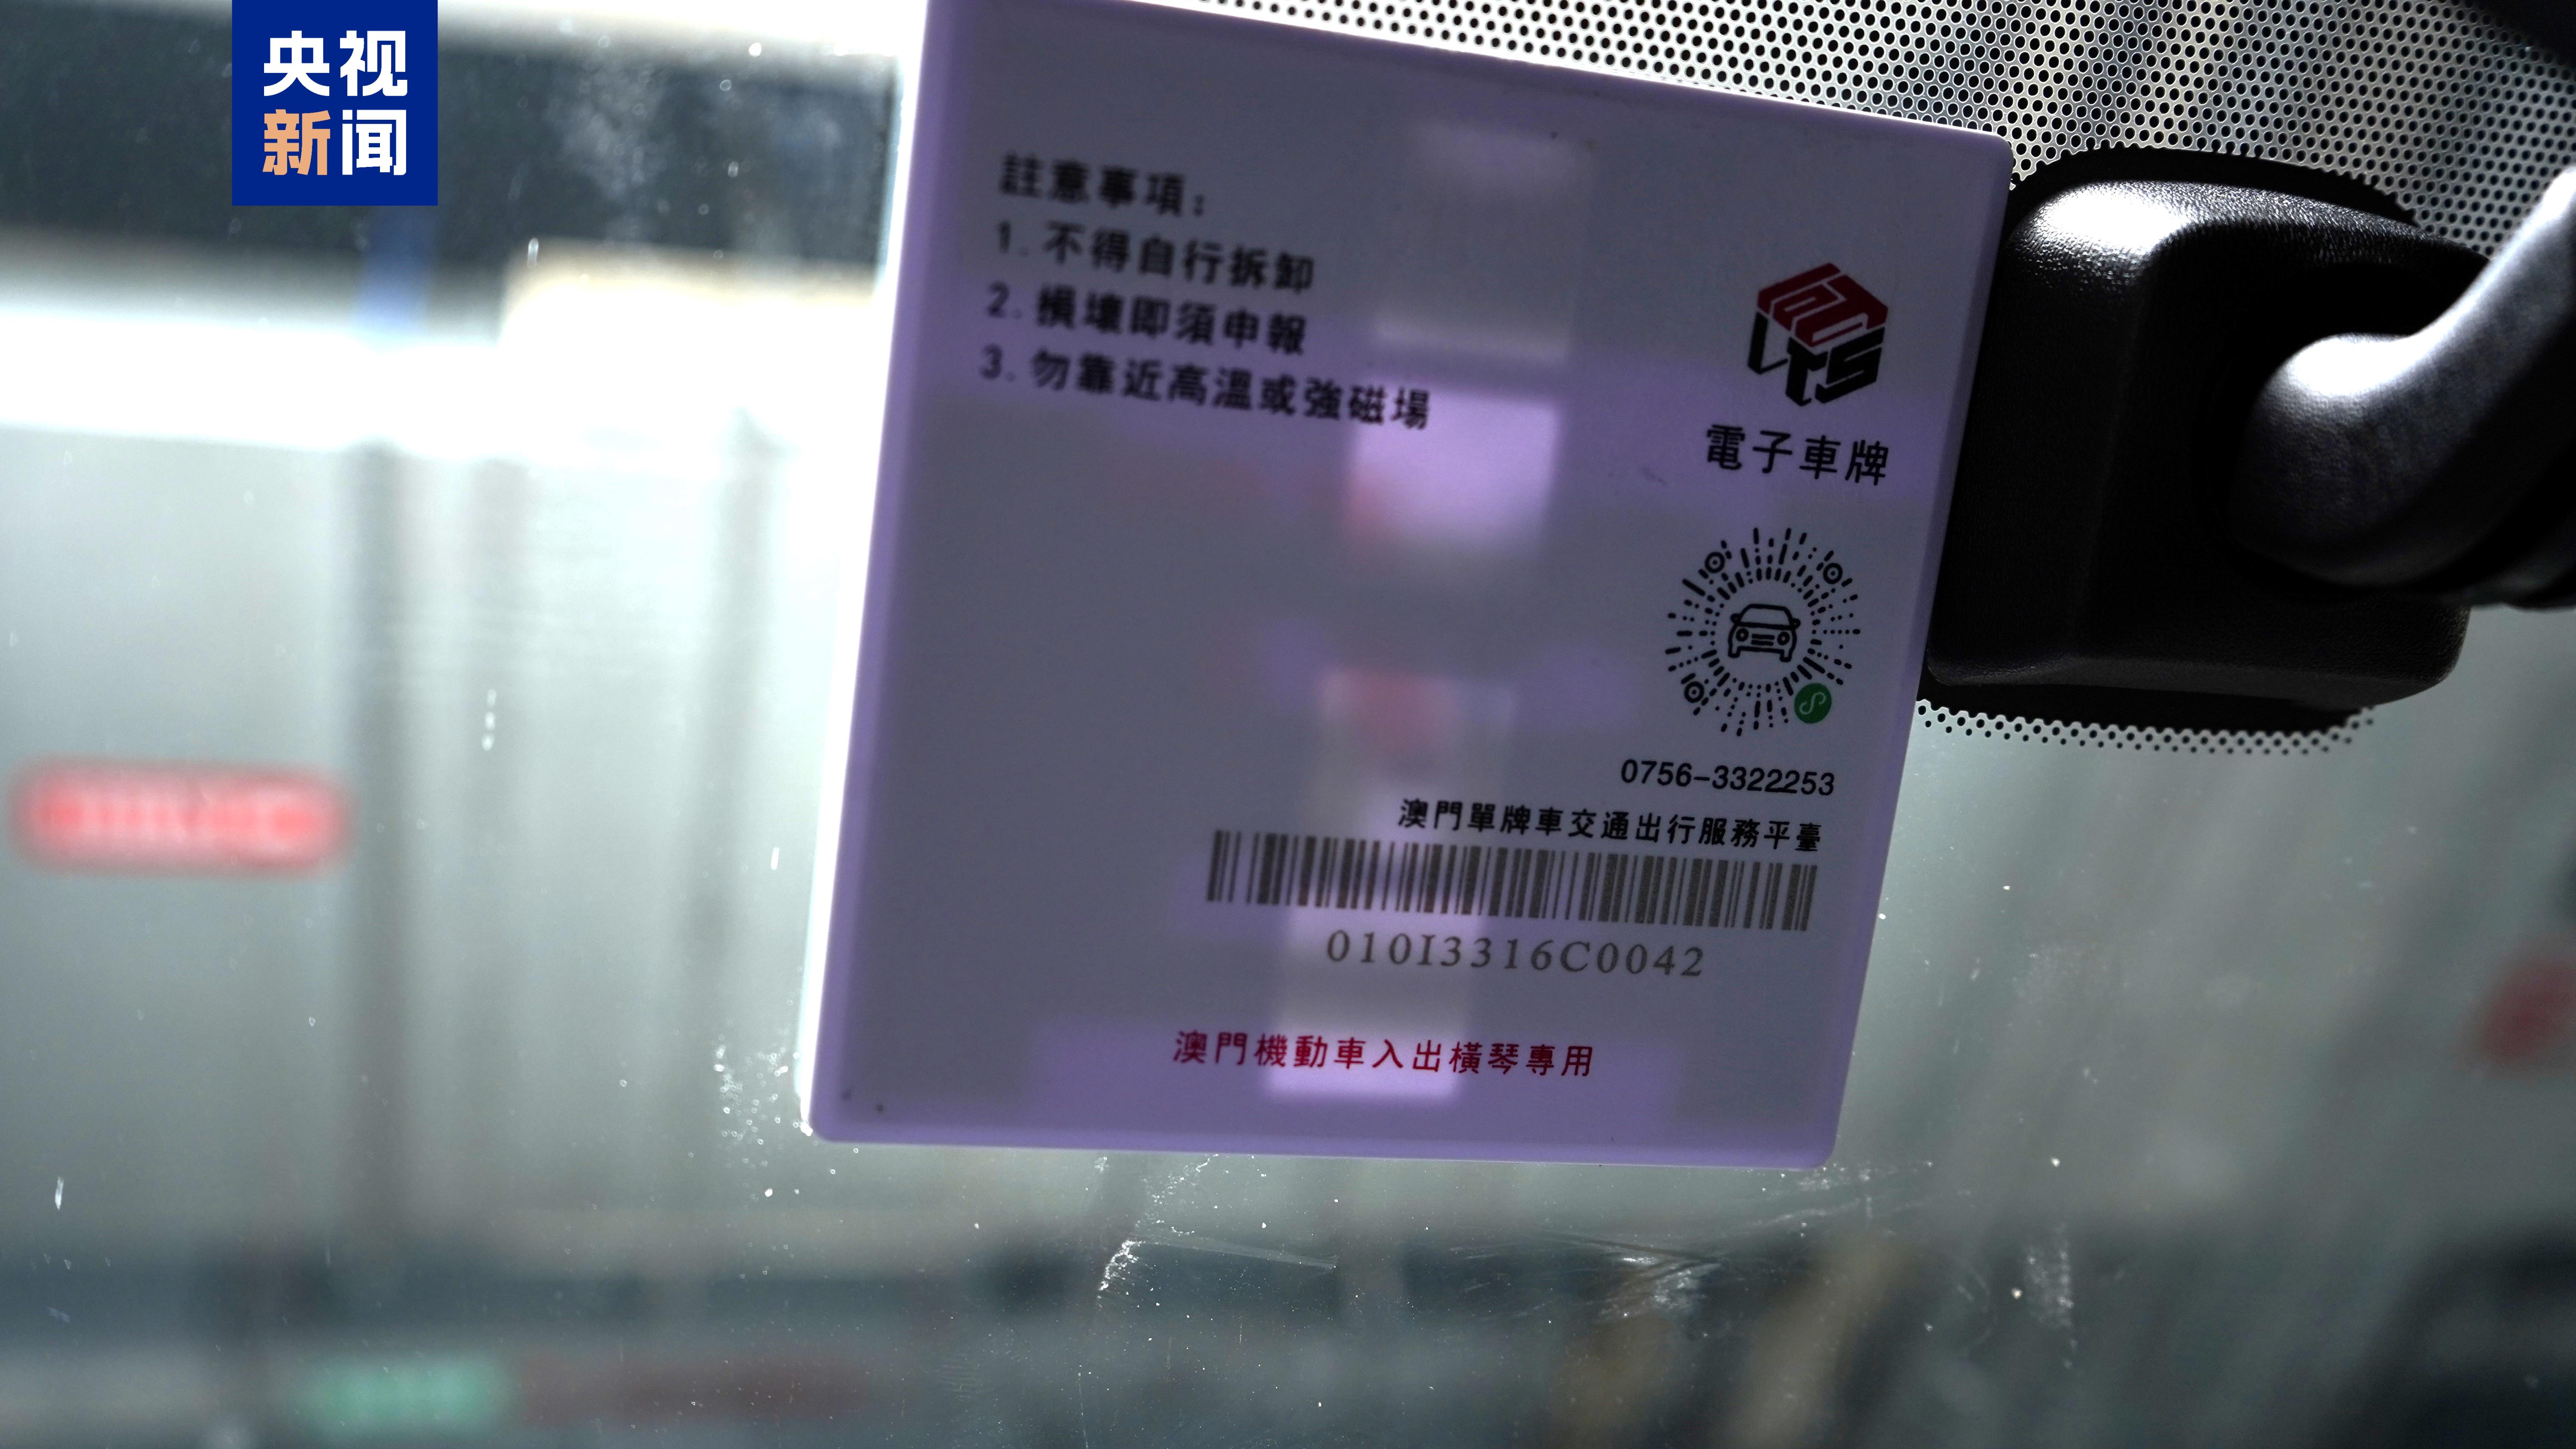 央视
新闻
註意事項:
1. 不得自行拆卸
2. 損壞即須申報
3. 勿靠近高溫或強磁場
電子車牌
0756-3322253
澳門單牌車交通出行服務平臺
010I3316C0042
澳門機動車入出橫琴專用